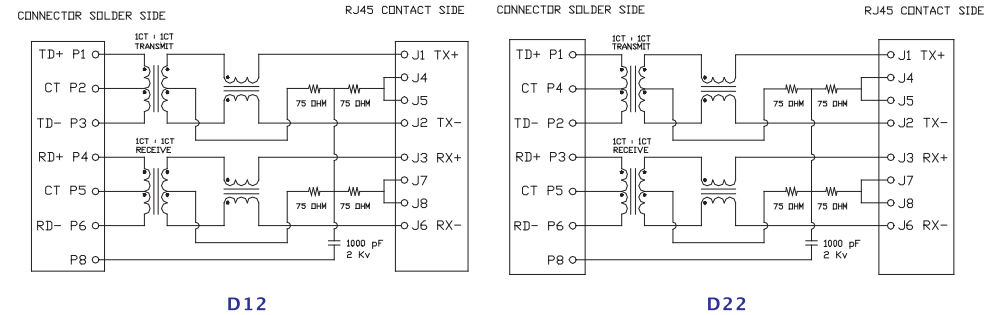 CONNECTOR SOLDER SIDE
RJ45 CONTACT SIDE
1CT : 1CT
TRANSMIT
TD+ P1
J1 TX+
J4
CT P2
75 OHM
75 OHM
J5
TD- P3
J2 TX-
1CT : 1CT
RECEIVE
RD+ P4
J3 RX+
J7
CT P5
75 OHM
75 OHM
J8
RD- P6
J6 RX-
1000 pF
2 Kv
P8
D12
CONNECTOR SOLDER SIDE
RJ45 CONTACT SIDE
1CT : 1CT
TRANSMIT
TD+ P1
J1 TX+
J4
CT P4
75 OHM
75 OHM
J5
TD- P2
J2 TX-
1CT : 1CT
RECEIVE
RD+ P3
J3 RX+
J7
CT P5
75 OHM
75 OHM
J8
RD- P6
J6 RX-
1000 pF
2 Kv
P8
D22